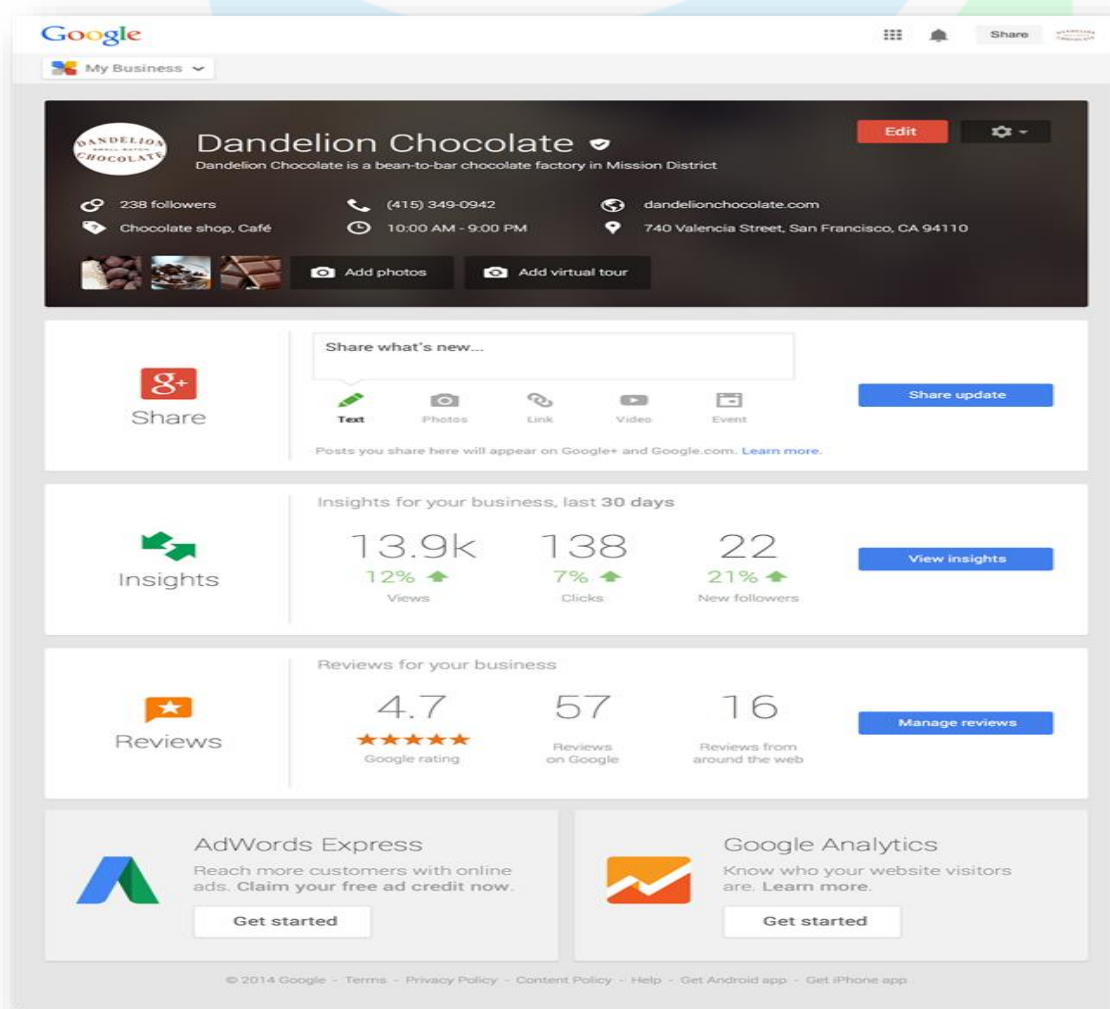 Google
Share
My Business
DANDELION
SMALL-BATCH
CHOCOLATE
Dandelion Chocolate
Edit
Dandelion Chocolate is a bean-to-bar chocolate factory in Mission District
238 followers
(415) 349-0942
dandelionchocolate.com
Chocolate shop, Café
10:00 AM - 9:00 PM
740 Valencia Street, San Francisco, CA 94110
Add photos
Add virtual tour
g+
Share
Share what's new...
Text
Photos
Link
Video
Event
Share update
Posts you share here will appear on Google+ and Google.com. Learn more.
Insights
Insights for your business, last 30 days
13.9k
138
22
12%
7%
21%
Views
Clicks
New followers
View insights
Reviews
Reviews for your business
4.7
57
16
Google rating
Reviews
on Google
Reviews from
around the web
Manage reviews
AdWords Express
Reach more customers with online
ads. Claim your free ad credit now.
Get started
Google Analytics
Know who your website visitors
are. Learn more.
Get started
© 2014 Google - Terms - Privacy Policy - Content Policy - Help - Get Android app - Get iPhone app